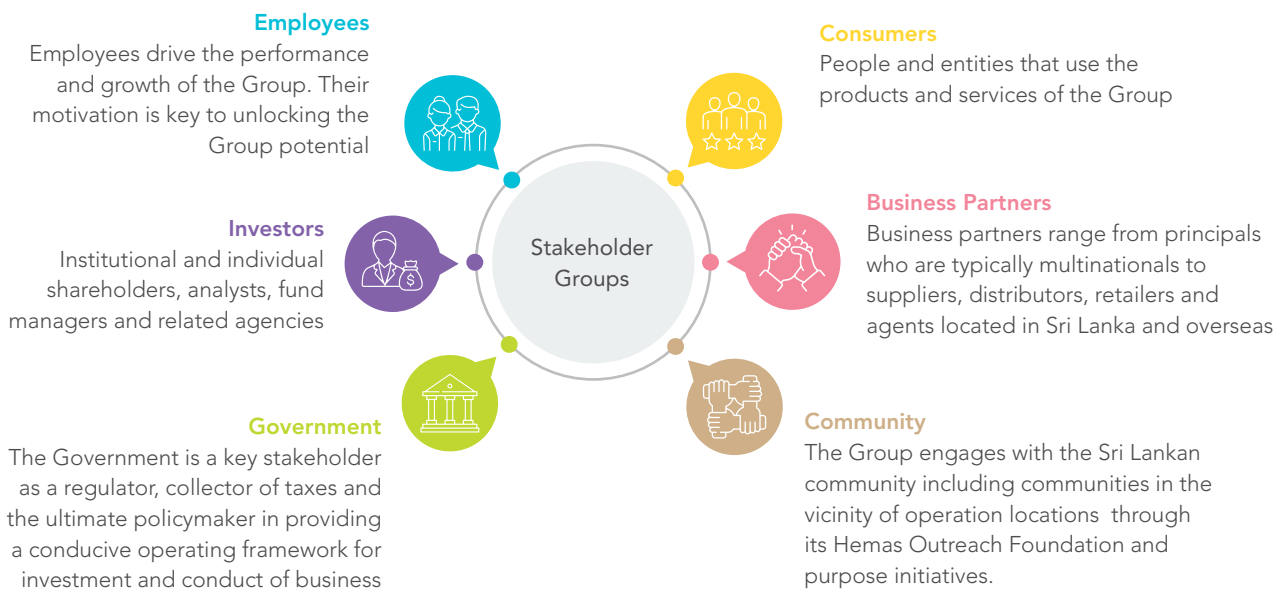 Employees
Employees drive the performance
and growth of the Group. Their
motivation is key to unlocking the
Group potential
Consumers
People and entities that use the
products and services of the Group
Investors
Institutional and individual
shareholders, analysts, fund
managers and related agencies
Stakeholder
Groups
Business Partners
Business partners range from principals
who are typically multinationals to
suppliers, distributors, retailers and
agents located in Sri Lanka and overseas
Government
The Government is a key stakeholder
as a regulator, collector of taxes and
the ultimate policymaker in providing
a conducive operating framework for
investment and conduct of business
Community
The Group engages with the Sri Lankan
community including communities in the
vicinity of operation locations through
its Hemas Outreach Foundation and
purpose initiatives.